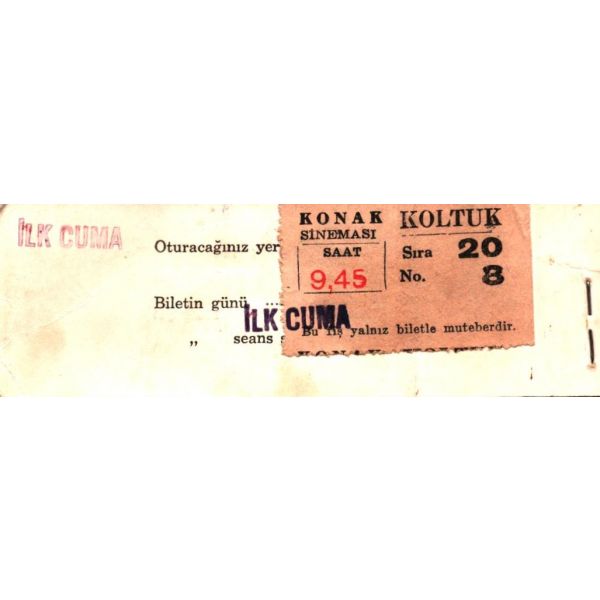 İLK CUMA
Oturacağınız yer
Biletin günü ....
„ seans
İLK CUMA
KONAK
SİNEMASI
SAAT
9,45
KOLTUK
Sıra 20
No. 8
Bu fiş yalnız biletle muteberdir.